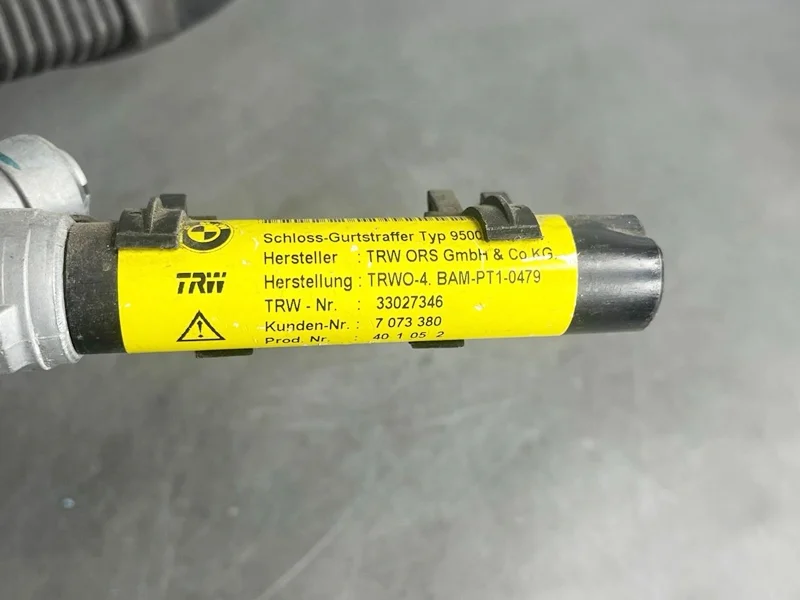 Schloss-Gurtstraffer Typ 9500
Hersteller : TRW ORS GmbH & Co KG.
TRW
Herstellung : TRWO-4. BAM-PT1-0479
TRW - Nr. : 33027346
Kunden-Nr. : 7 073 380
Prod. Nr. : 40 1 05 2